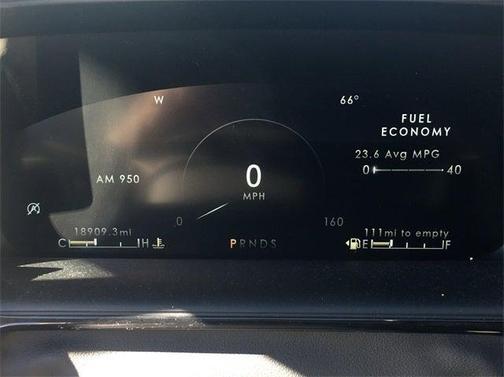 W
66°
FUEL
ECONOMY
23.6 Avg MPG
0 40
AM 950
0
MPH
0 160
18909.3mi
111mi to empty
C H
PRNDS
E F